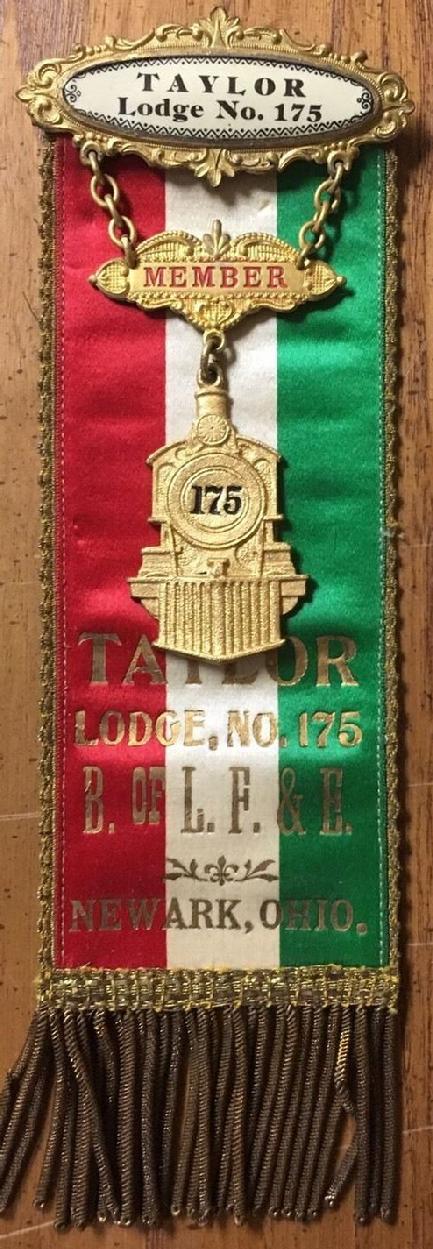 TAYLOR
Lodge No. 175
MEMBER
175
TAYLOR
LODGE, NO. 175
B. OF L. F. & E.
NEWARK, OHIO.